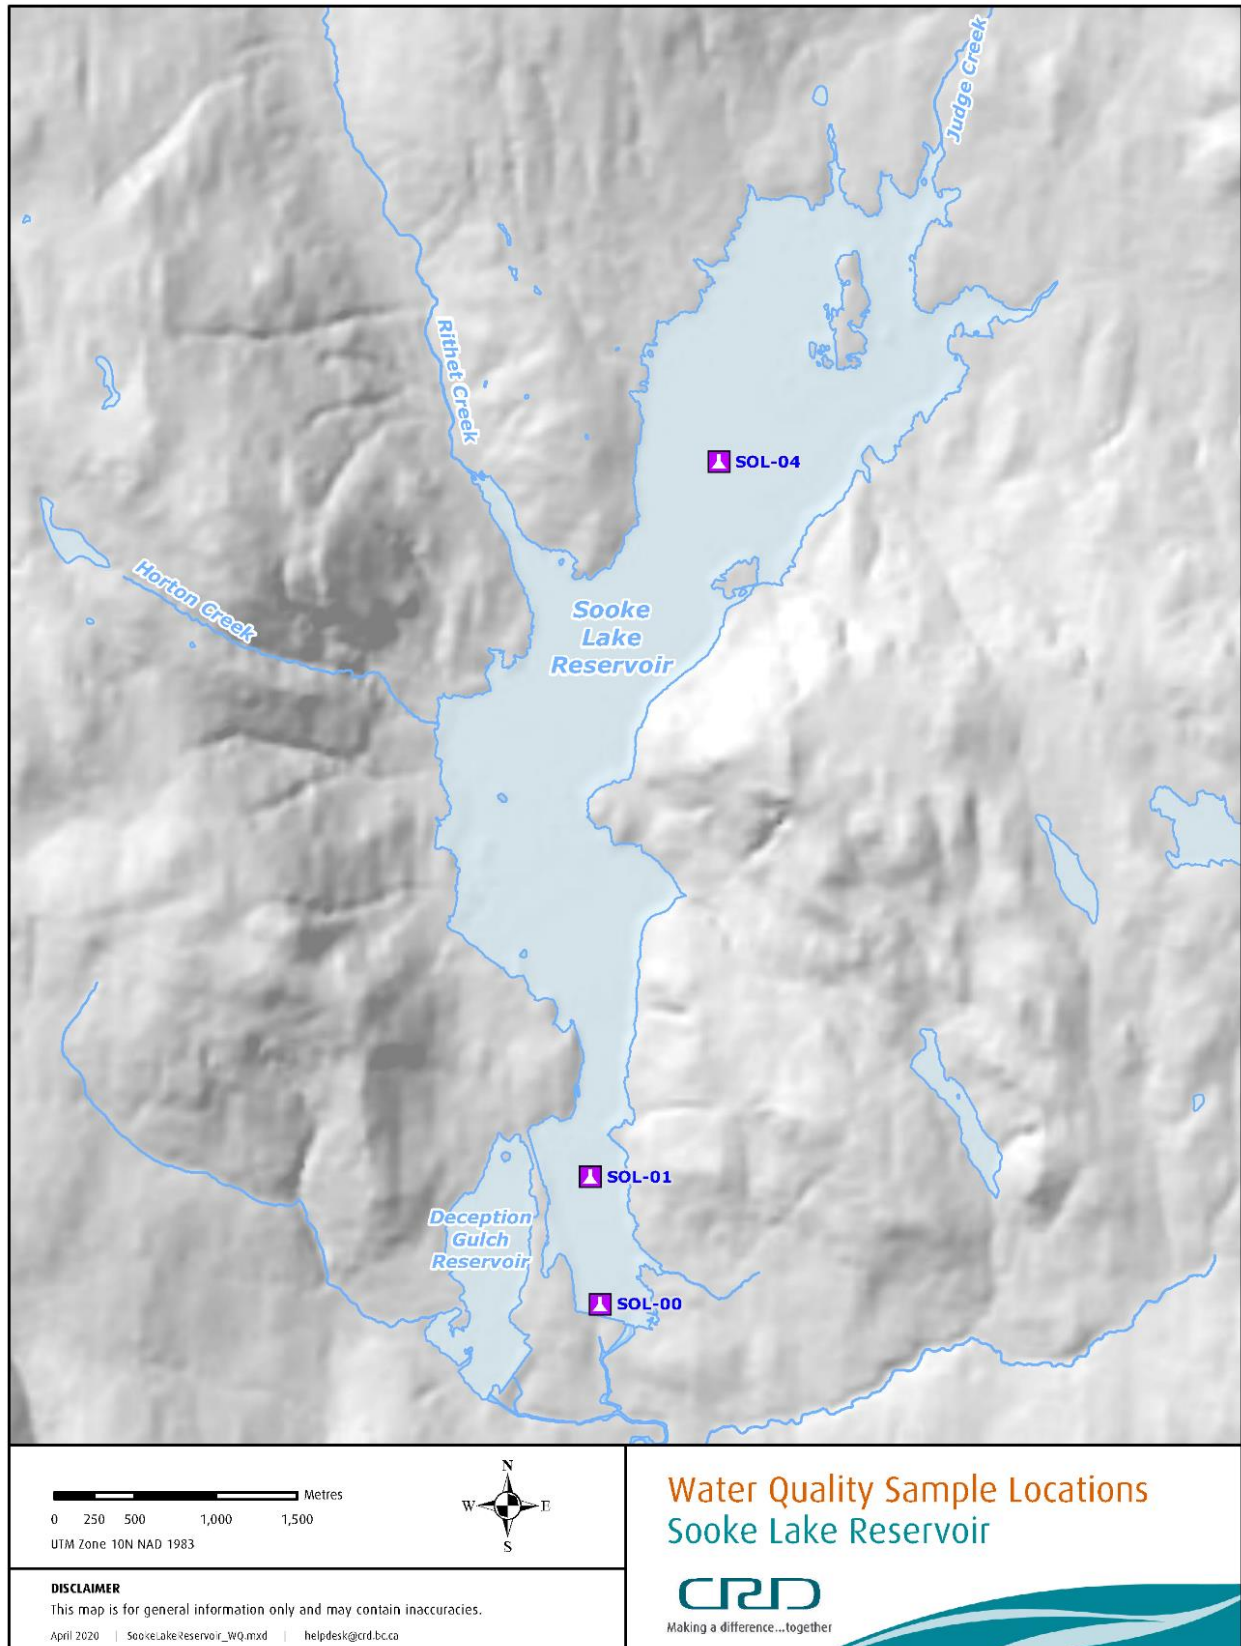 Judge Creek
Rithet Creek
SOL-04
Horton Creek
Sooke
Lake
Reservoir
SOL-01
Deception
Gulch
Reservoir
SOL-00
Metres
0 250 500 1,000 1,500
UTM Zone 10N NAD 1983
N
W E
S
Water Quality Sample Locations
Sooke Lake Reservoir
CRD
Making a difference...together
DISCLAIMER
This map is for general information only and may contain inaccuracies.
April 2020 | SookeLakeReservoir_WQ.mxd | helpdesk@crd.bc.ca